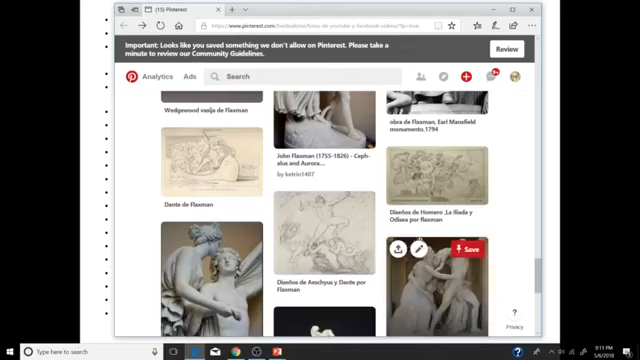 (15) Pinterest
https://www.pinterest.com/
Important: Looks like you saved something we don't allow on Pinterest. Please take a
minute to review our Community Guidelines.
Review
Analytics
Ads
Search
9+
Wedgewood vasija de Flaxman
John Flaxman (1755-1826) - Ceph-
alus and Aurora...
by ketrin1407
obra de Flaxman, Earl Mansfield
monumento,1794
Dante de Flaxman
Diseños de Homero ,La Iliada y
Odisea por flaxman
Diseños de Aeschyus y Dante por
Flaxman
Save
?
Privacy
Type here to search
9:11 PM
5/6/2018